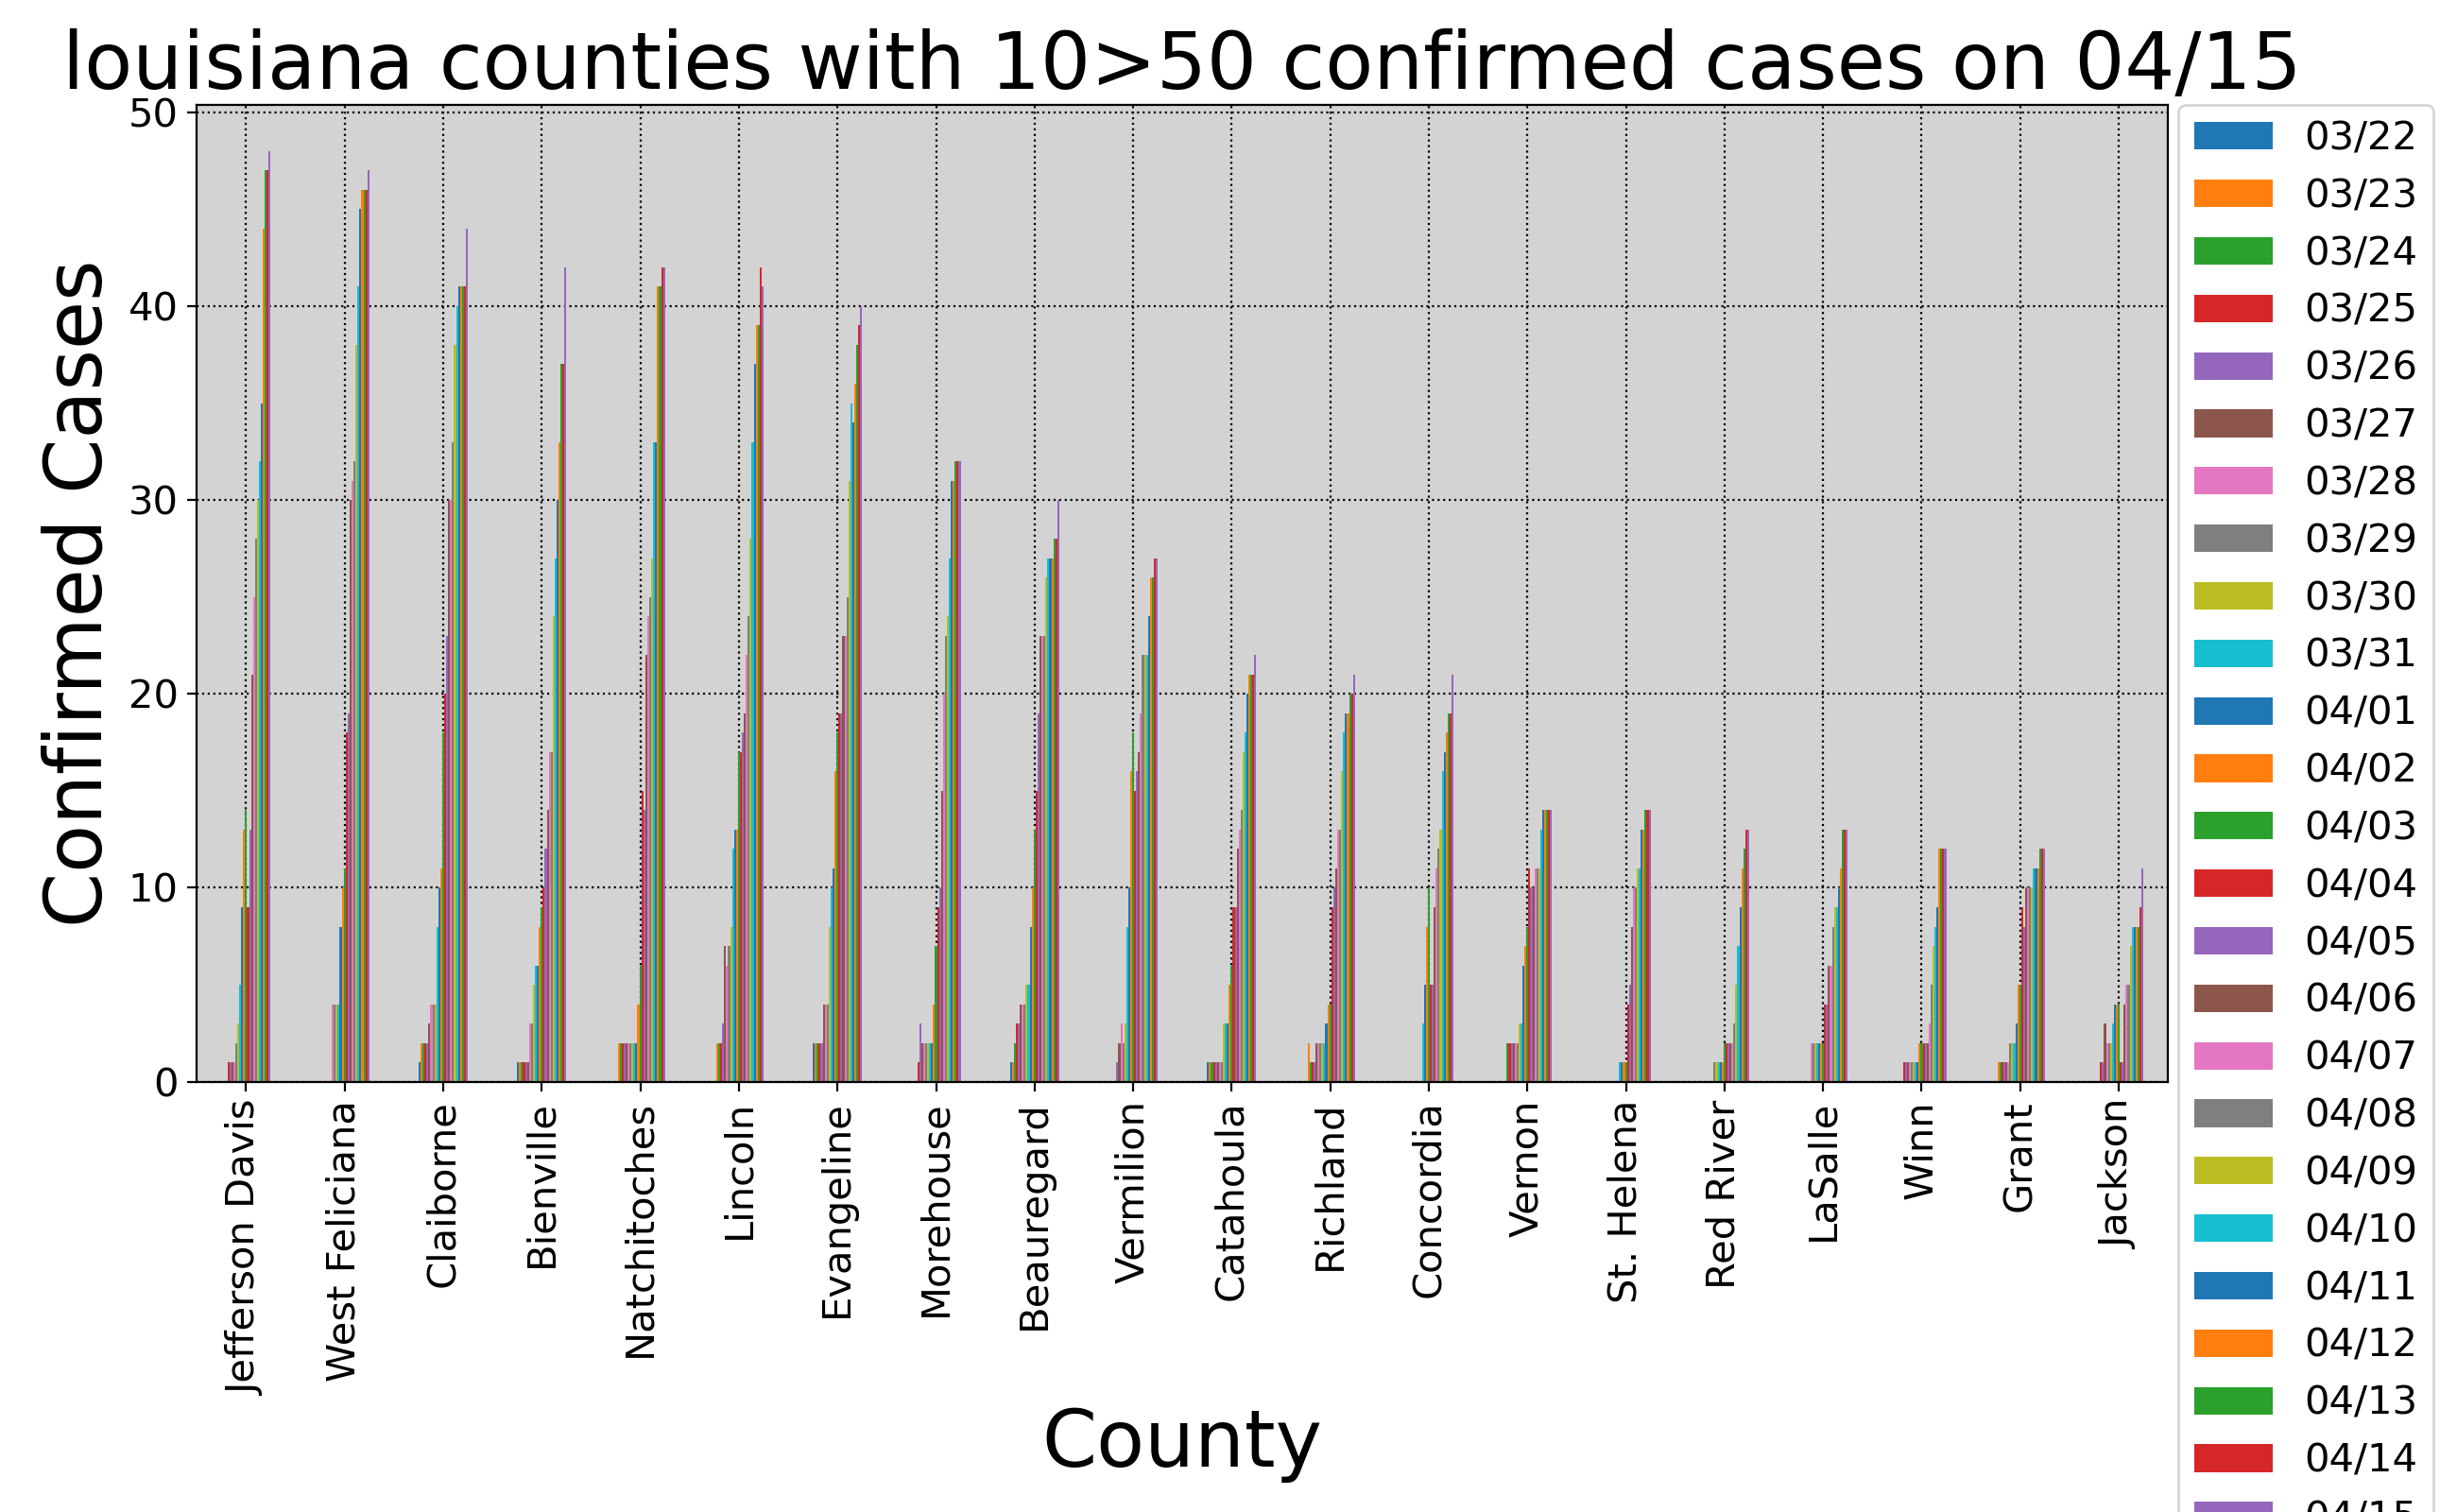 louisiana counties with 10>50 confirmed cases on 04/15
Confirmed Cases
50
40
30
20
10
0
Jefferson Davis
West Feliciana
Claiborne
Bienville
Natchitoches
Lincoln
Evangeline
Morehouse
Beauregard
Vermilion
Catahoula
Richland
Concordia
Vernon
St. Helena
Red River
LaSalle
Winn
Grant
Jackson
County
03/22
03/23
03/24
03/25
03/26
03/27
03/28
03/29
03/30
03/31
04/01
04/02
04/03
04/04
04/05
04/06
04/07
04/08
04/09
04/10
04/11
04/12
04/13
04/14
04/15